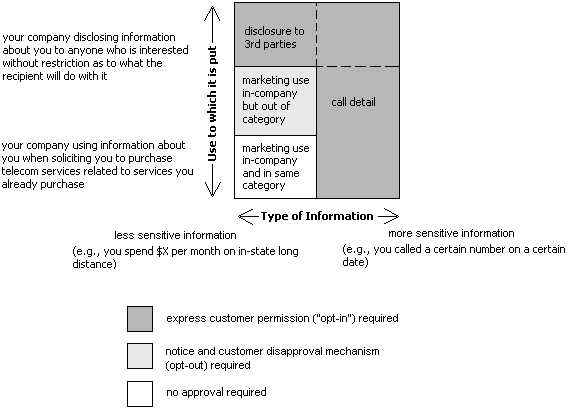 your company disclosing information
about you to anyone who is interested
without restriction as to what the
recipient will do with it
your company using information about
you when soliciting you to purchase
telecom services related to services you
already purchase
Use to which it is put
disclosure to
3rd parties
marketing use
in-company
but out of
category
call detail
marketing use
in-company
and in same
category
Type of Information
less sensitive information
(e.g., you spend $X per month on in-state long
distance)
more sensitive information
(e.g., you called a certain number on a certain
date)
express customer permission ("opt-in") required
notice and customer disapproval mechanism
(opt-out) required
no approval required